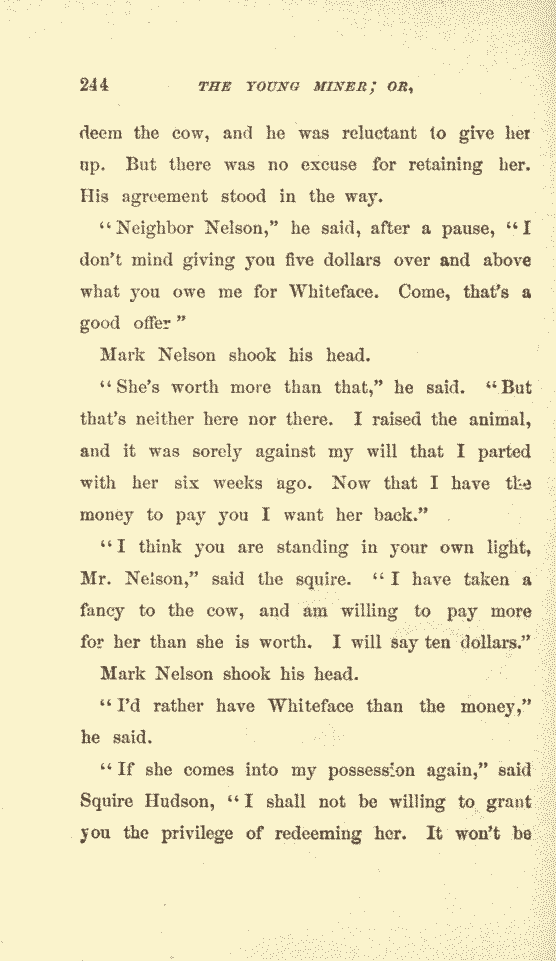 244 THE YOUNG MINER; OR,
deem the cow, and he was reluctant to give her
up. But there was no excuse for retaining her.
His agreement stood in the way.
“Neighbor Nelson,” he said, after a pause, “I
don't mind giving you five dollars over and above
what you owe me for Whiteface. Come, that's a
good offer”
Mark Nelson shook his head.
“She's worth more than that,” he said. “But
that's neither here nor there. I raised the animal,
and it was sorely against my will that I parted
with her six weeks ago. Now that I have the
money to pay you I want her back.”
“I think you are standing in your own light,
Mr. Nelson,” said the squire. “I have taken a
fancy to the cow, and am willing to pay more
for her than she is worth. I will say ten dollars.”
Mark Nelson shook his head.
“I'd rather have Whiteface than the money,”
he said.
“If she comes into my possession again,” said
Squire Hudson, “I shall not be willing to grant
you the privilege of redeeming her. It won't be